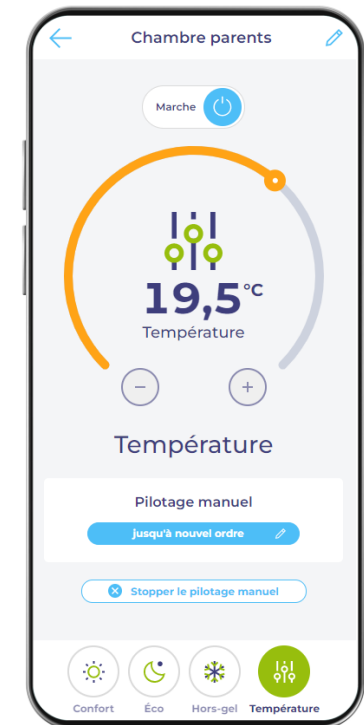 Chambre parents
Marche
19,5°C
Température
−
+
Température
Pilotage manuel
jusqu'à nouvel ordre
Stopper le pilotage manuel
Confort Éco Hors-gel Température